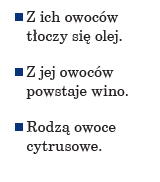 ■ Z ich owoców
tłoczy się olej.
■ Z jej owoców
powstaje wino.
■ Rodzą owoce
cytrusowe.